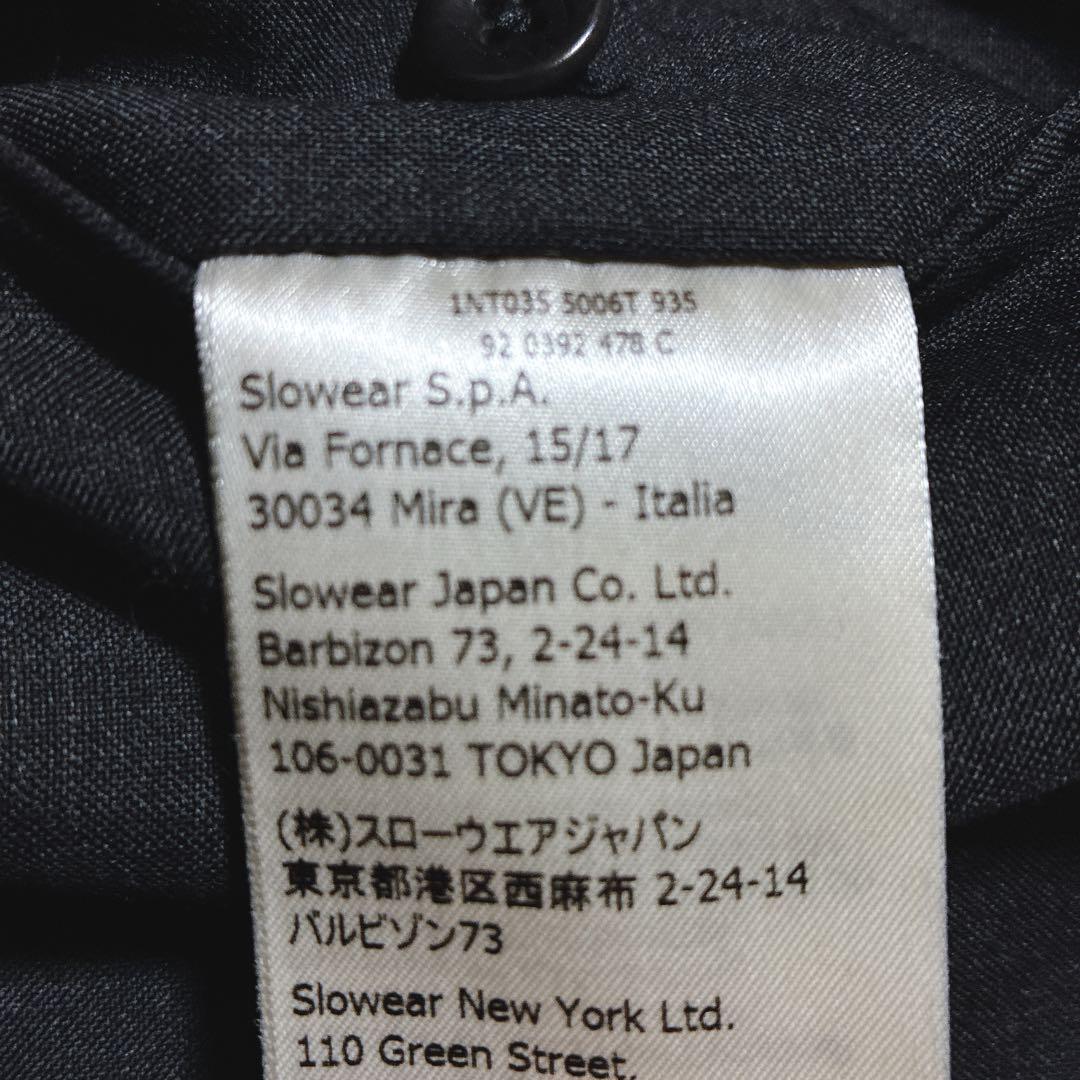 1NT035 5006T 935
92 0392 478 C
Slowear S.p.A.
Via Fornace, 15/17
30034 Mira (VE) - Italia
Slowear Japan Co. Ltd.
Barbizon 73, 2-24-14
Nishiazabu Minato-Ku
106-0031 TOKYO Japan
(株)スローウエアジャパン
東京都港区西麻布 2-24-14
バルビゾン73
Slowear New York Ltd.
110 Green Street,